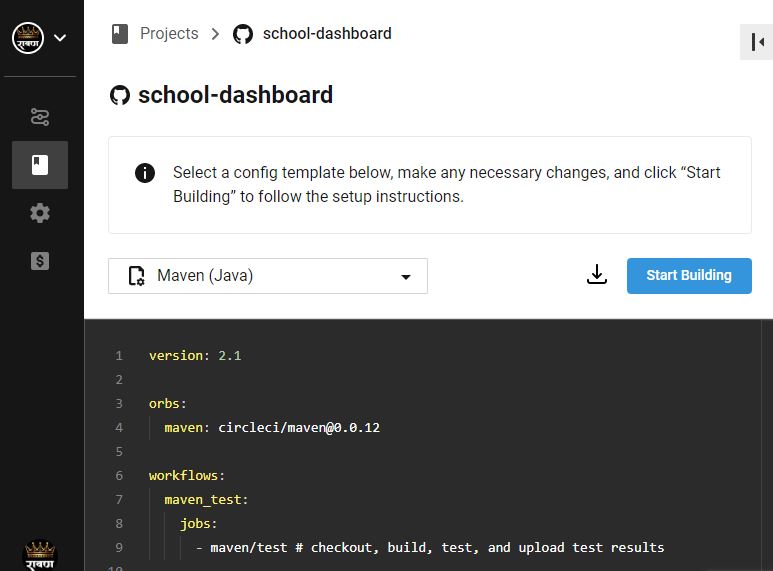 रावण
Projects > school-dashboard
school-dashboard
Select a config template below, make any necessary changes, and click “Start
Building” to follow the setup instructions.
Maven (Java)
Start Building
1 version: 2.1
2
3 orbs:
4 maven: circleci/maven@0.0.12
5
6 workflows:
7 maven_test:
8 jobs:
9 - maven/test # checkout, build, test, and upload test results
10
रावण